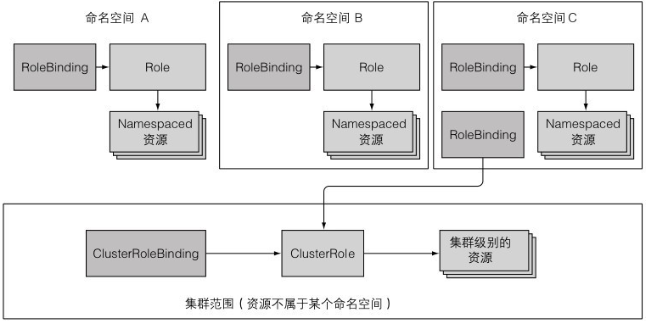 命名空间 A
命名空间 B
命名空间 C
RoleBinding
Role
RoleBinding
Role
RoleBinding
Role
Namespaced
资源
Namespaced
资源
RoleBinding
Namespaced
资源
ClusterRoleBinding
ClusterRole
集群级别的
资源
集群范围（资源不属于某个命名空间）